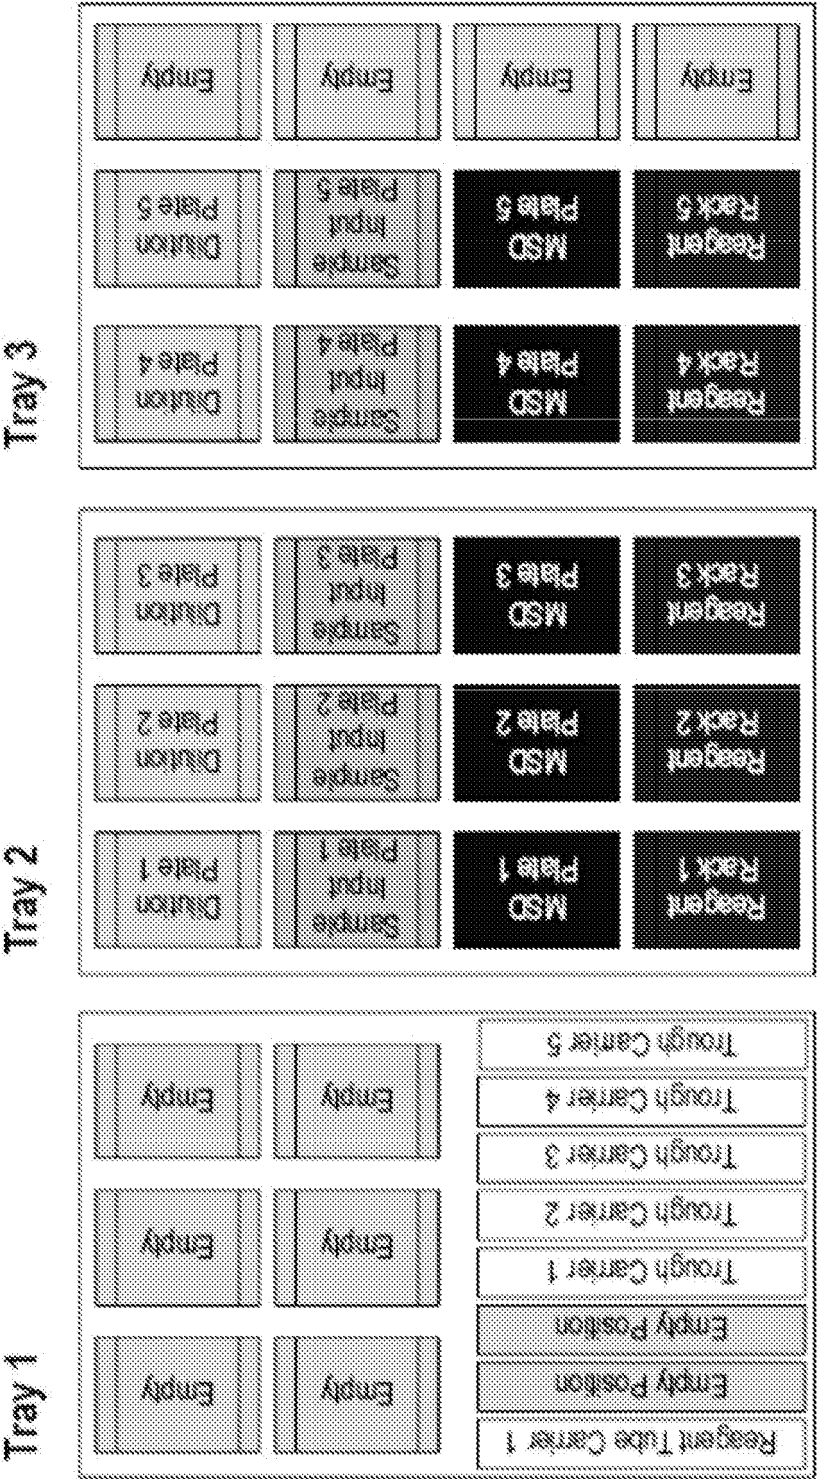 Tray 3
Empty
Empty
Empty
Empty
Dilution
Plate 5
Sample
Input
Plate 5
MSD
Plate 5
Reagent
Rack 5
Dilution
Plate 4
Sample
Input
Plate 4
MSD
Plate 4
Reagent
Rack 4
Tray 2
Dilution
Plate 3
Sample
Input
Plate 3
MSD
Plate 3
Reagent
Rack 3
Dilution
Plate 2
Sample
Input
Plate 2
MSD
Plate 2
Reagent
Rack 2
Dilution
Plate 1
Sample
Input
Plate 1
MSD
Plate 1
Reagent
Rack 1
Tray 1
Empty
Empty
Empty
Empty
Empty
Empty
Trough Carrier 5
Trough Carrier 4
Trough Carrier 3
Trough Carrier 2
Trough Carrier 1
Empty Position
Empty Position
Reagent Tube Carrier 1